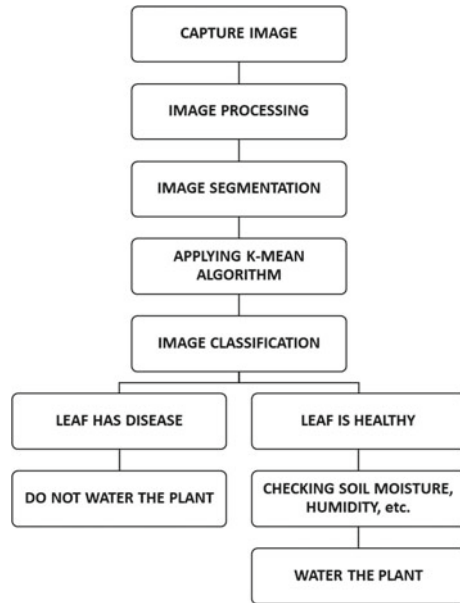 CAPTURE IMAGE
IMAGE PROCESSING
IMAGE SEGMENTATION
APPLYING K-MEAN
ALGORITHM
IMAGE CLASSIFICATION
LEAF HAS DISEASE
LEAF IS HEALTHY
DO NOT WATER THE PLANT
CHECKING SOIL MOISTURE,
HUMIDITY, etc.
WATER THE PLANT